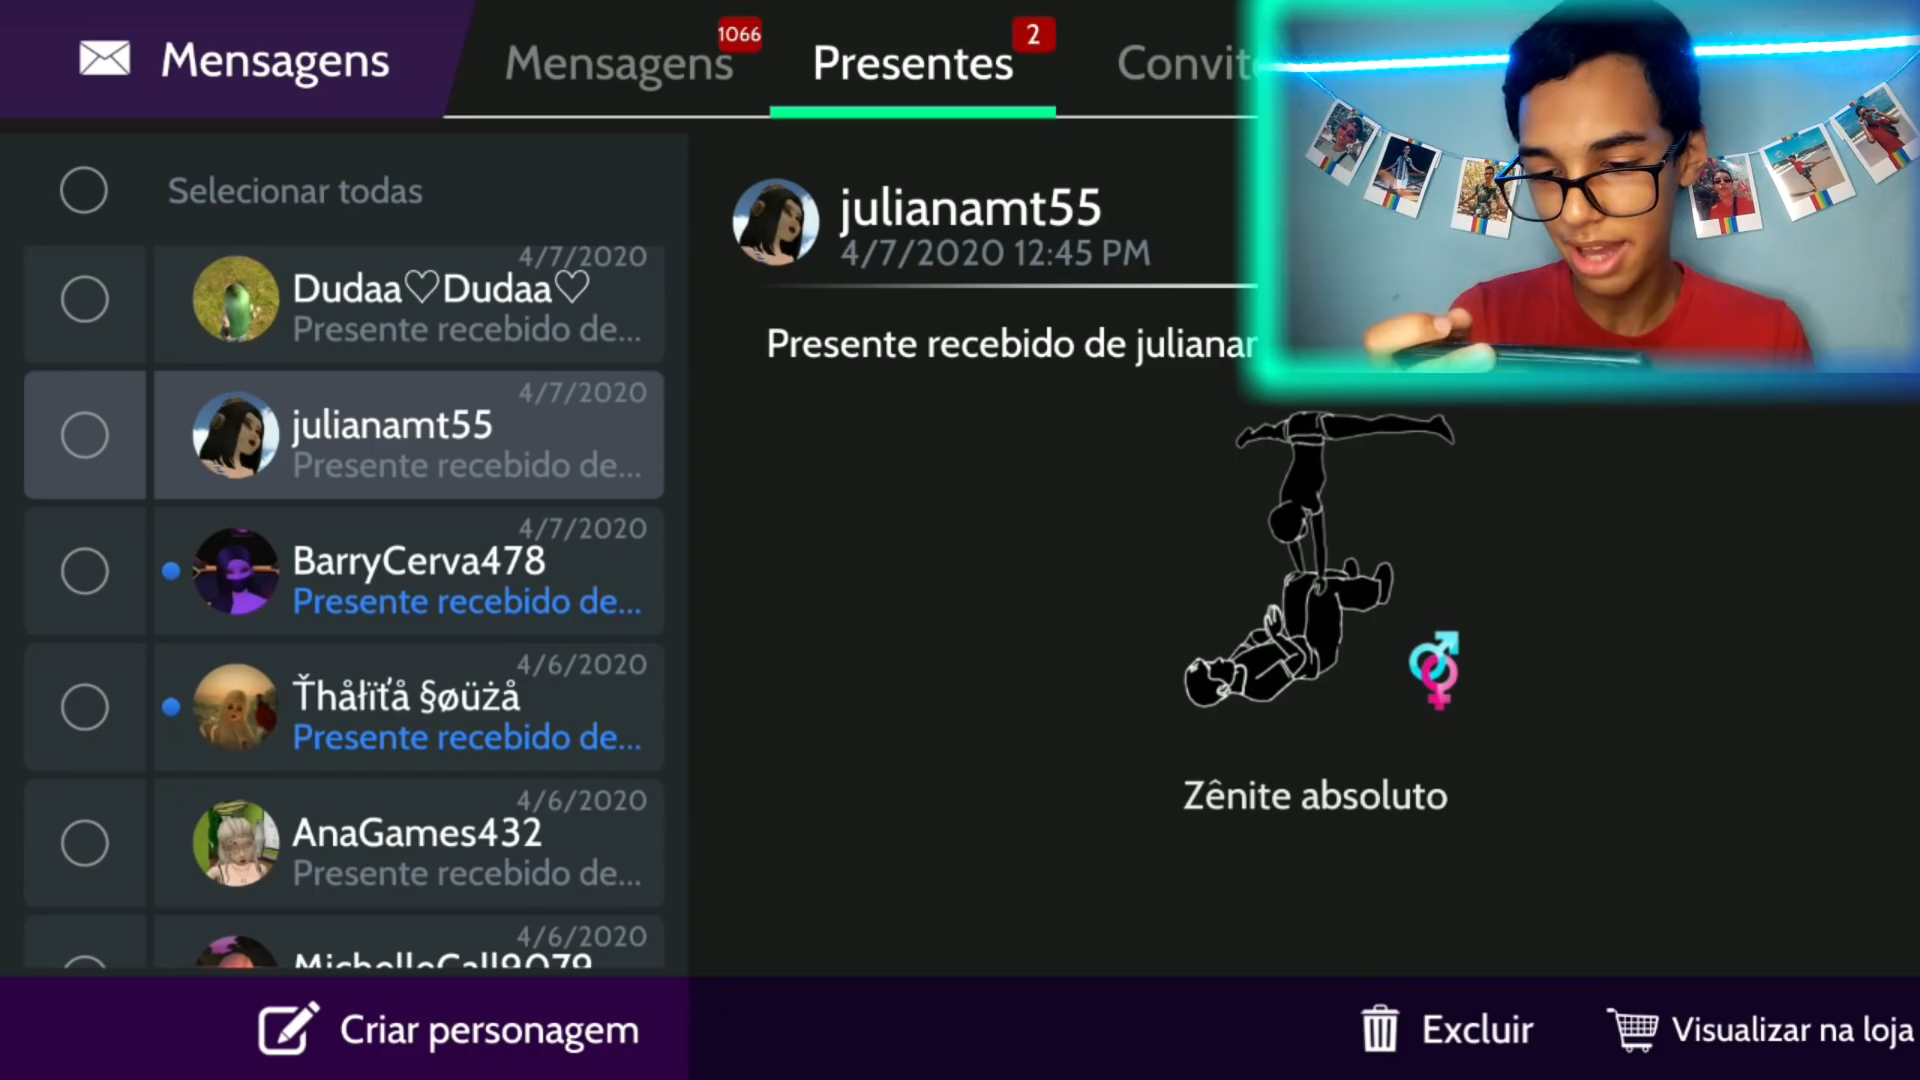 Mensagens
Mensagens
1066
Presentes
2
Convit
Selecionar todas
4/7/2020
Dudaa♡Dudaa♡
Presente recebido de...
4/7/2020
julianamt55
Presente recebido de...
4/7/2020
BarryCerva478
Presente recebido de...
4/6/2020
Ťhåłïťå §øüżå
Presente recebido de...
4/6/2020
AnaGames432
Presente recebido de...
4/6/2020
MichelleCall9079
julianamt55
4/7/2020 12:45 PM
Presente recebido de julianar
Zênite absoluto
Criar personagem
Excluir
Visualizar na loja